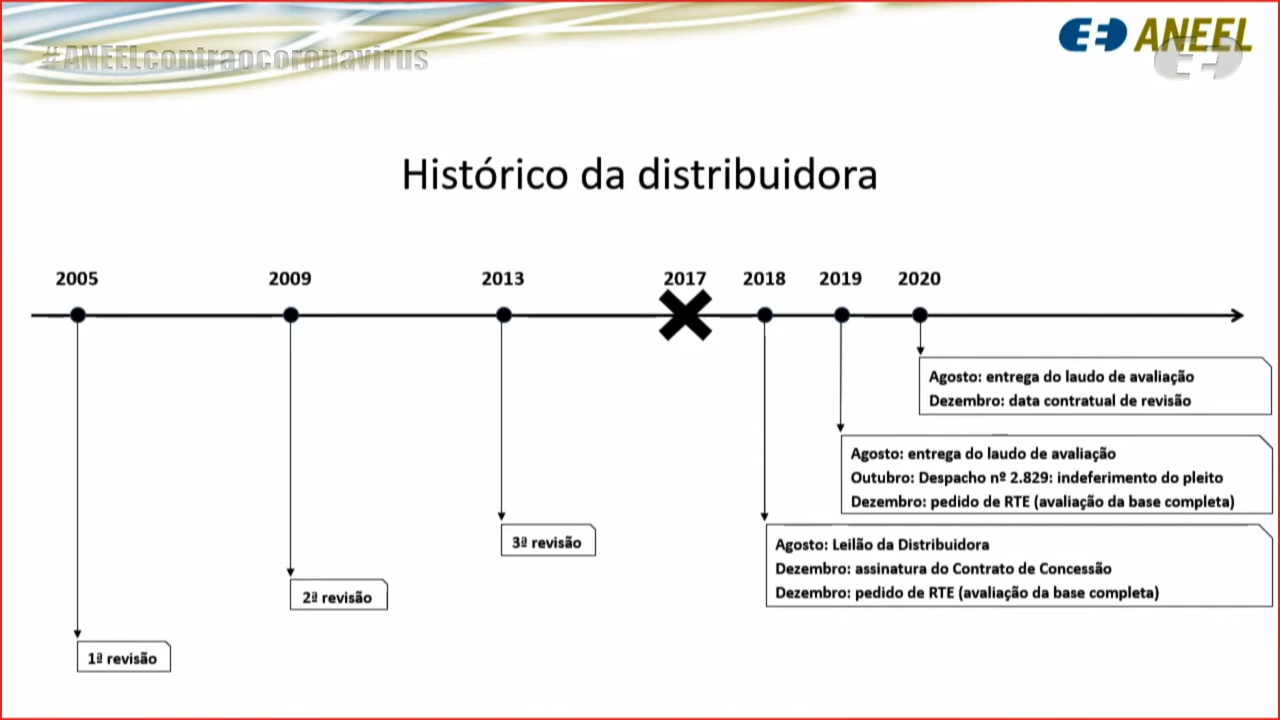 #ANEELcontraocoronavirus
ANEEL
Histórico da distribuidora
2005
2009
2013
2017
2018
2019
2020
Agosto: entrega do laudo de avaliação
Dezembro: data contratual de revisão
Agosto: entrega do laudo de avaliação
Outubro: Despacho nº 2.829: indeferimento do pleito
Dezembro: pedido de RTE (avaliação da base completa)
3ª revisão
Agosto: Leilão da Distribuidora
Dezembro: assinatura do Contrato de Concessão
Dezembro: pedido de RTE (avaliação da base completa)
2ª revisão
1ª revisão